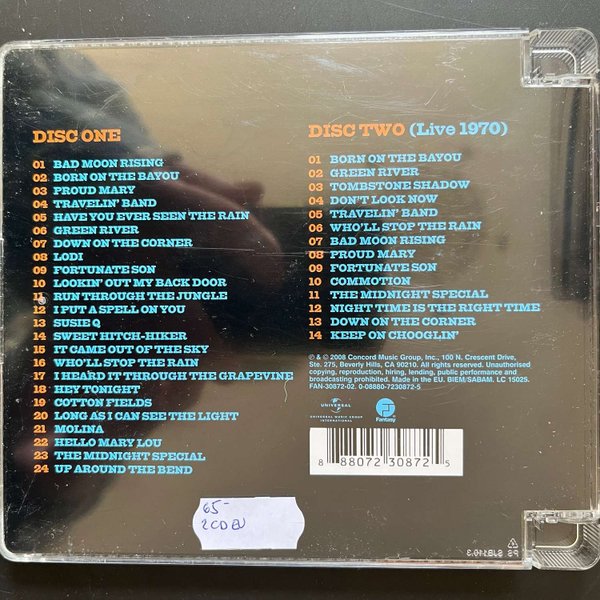 DISC ONE
01 BAD MOON RISING
02 BORN ON THE BAYOU
03 PROUD MARY
04 TRAVELIN' BAND
05 HAVE YOU EVER SEEN THE RAIN
06 GREEN RIVER
07 DOWN ON THE CORNER
08 LODI
09 FORTUNATE SON
10 LOOKIN' OUT MY BACK DOOR
11 RUN THROUGH THE JUNGLE
12 I PUT A SPELL ON YOU
13 SUSIE Q
14 SWEET HITCH-HIKER
15 IT CAME OUT OF THE SKY
16 WHO'LL STOP THE RAIN
17 I HEARD IT THROUGH THE GRAPEVINE
18 HEY TONIGHT
19 COTTON FIELDS
20 LONG AS I CAN SEE THE LIGHT
21 MOLINA
22 HELLO MARY LOU
23 THE MIDNIGHT SPECIAL
24 UP AROUND THE BEND
DISC TWO (Live 1970)
01 BORN ON THE BAYOU
02 GREEN RIVER
03 TOMBSTONE SHADOW
04 DON'T LOOK NOW
05 TRAVELIN' BAND
06 WHO'LL STOP THE RAIN
07 BAD MOON RISING
08 PROUD MARY
09 FORTUNATE SON
10 COMMOTION
11 THE MIDNIGHT SPECIAL
12 NIGHT TIME IS THE RIGHT TIME
13 DOWN ON THE CORNER
14 KEEP ON CHOOGLIN'
℗ & © 2008 Concord Music Group, Inc., 100 N. Crescent Drive,
Ste. 275, Beverly Hills, CA 90210. All rights reserved. Unauthorised
copying, reproduction, hiring, lending, public performance and
broadcasting prohibited. Made in the EU. BIEM/SABAM. LC 15025.
FAN-30872-02. 0-08880-7230872-5
UNIVERSAL
UNIVERSAL MUSIC GROUP
INTERNATIONAL
Fantasy
8 88072 30872 5
65-
2CD EU